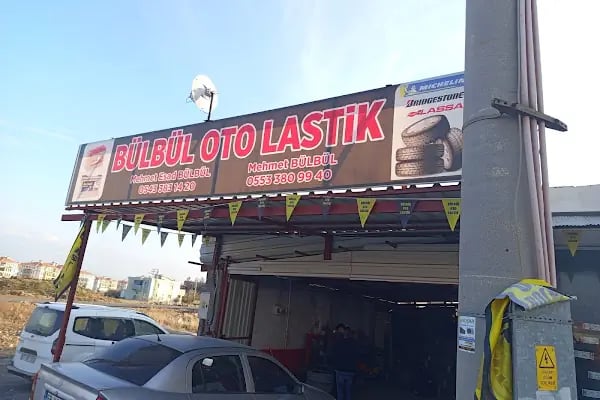 BÜLBÜL OTO LASTİK
Mehmet Esad BÜLBÜL
0543 383 14 20
Mehmet BÜLBÜL
0553 380 99 40
MICHELIN
BRIDGESTONE
LASSA